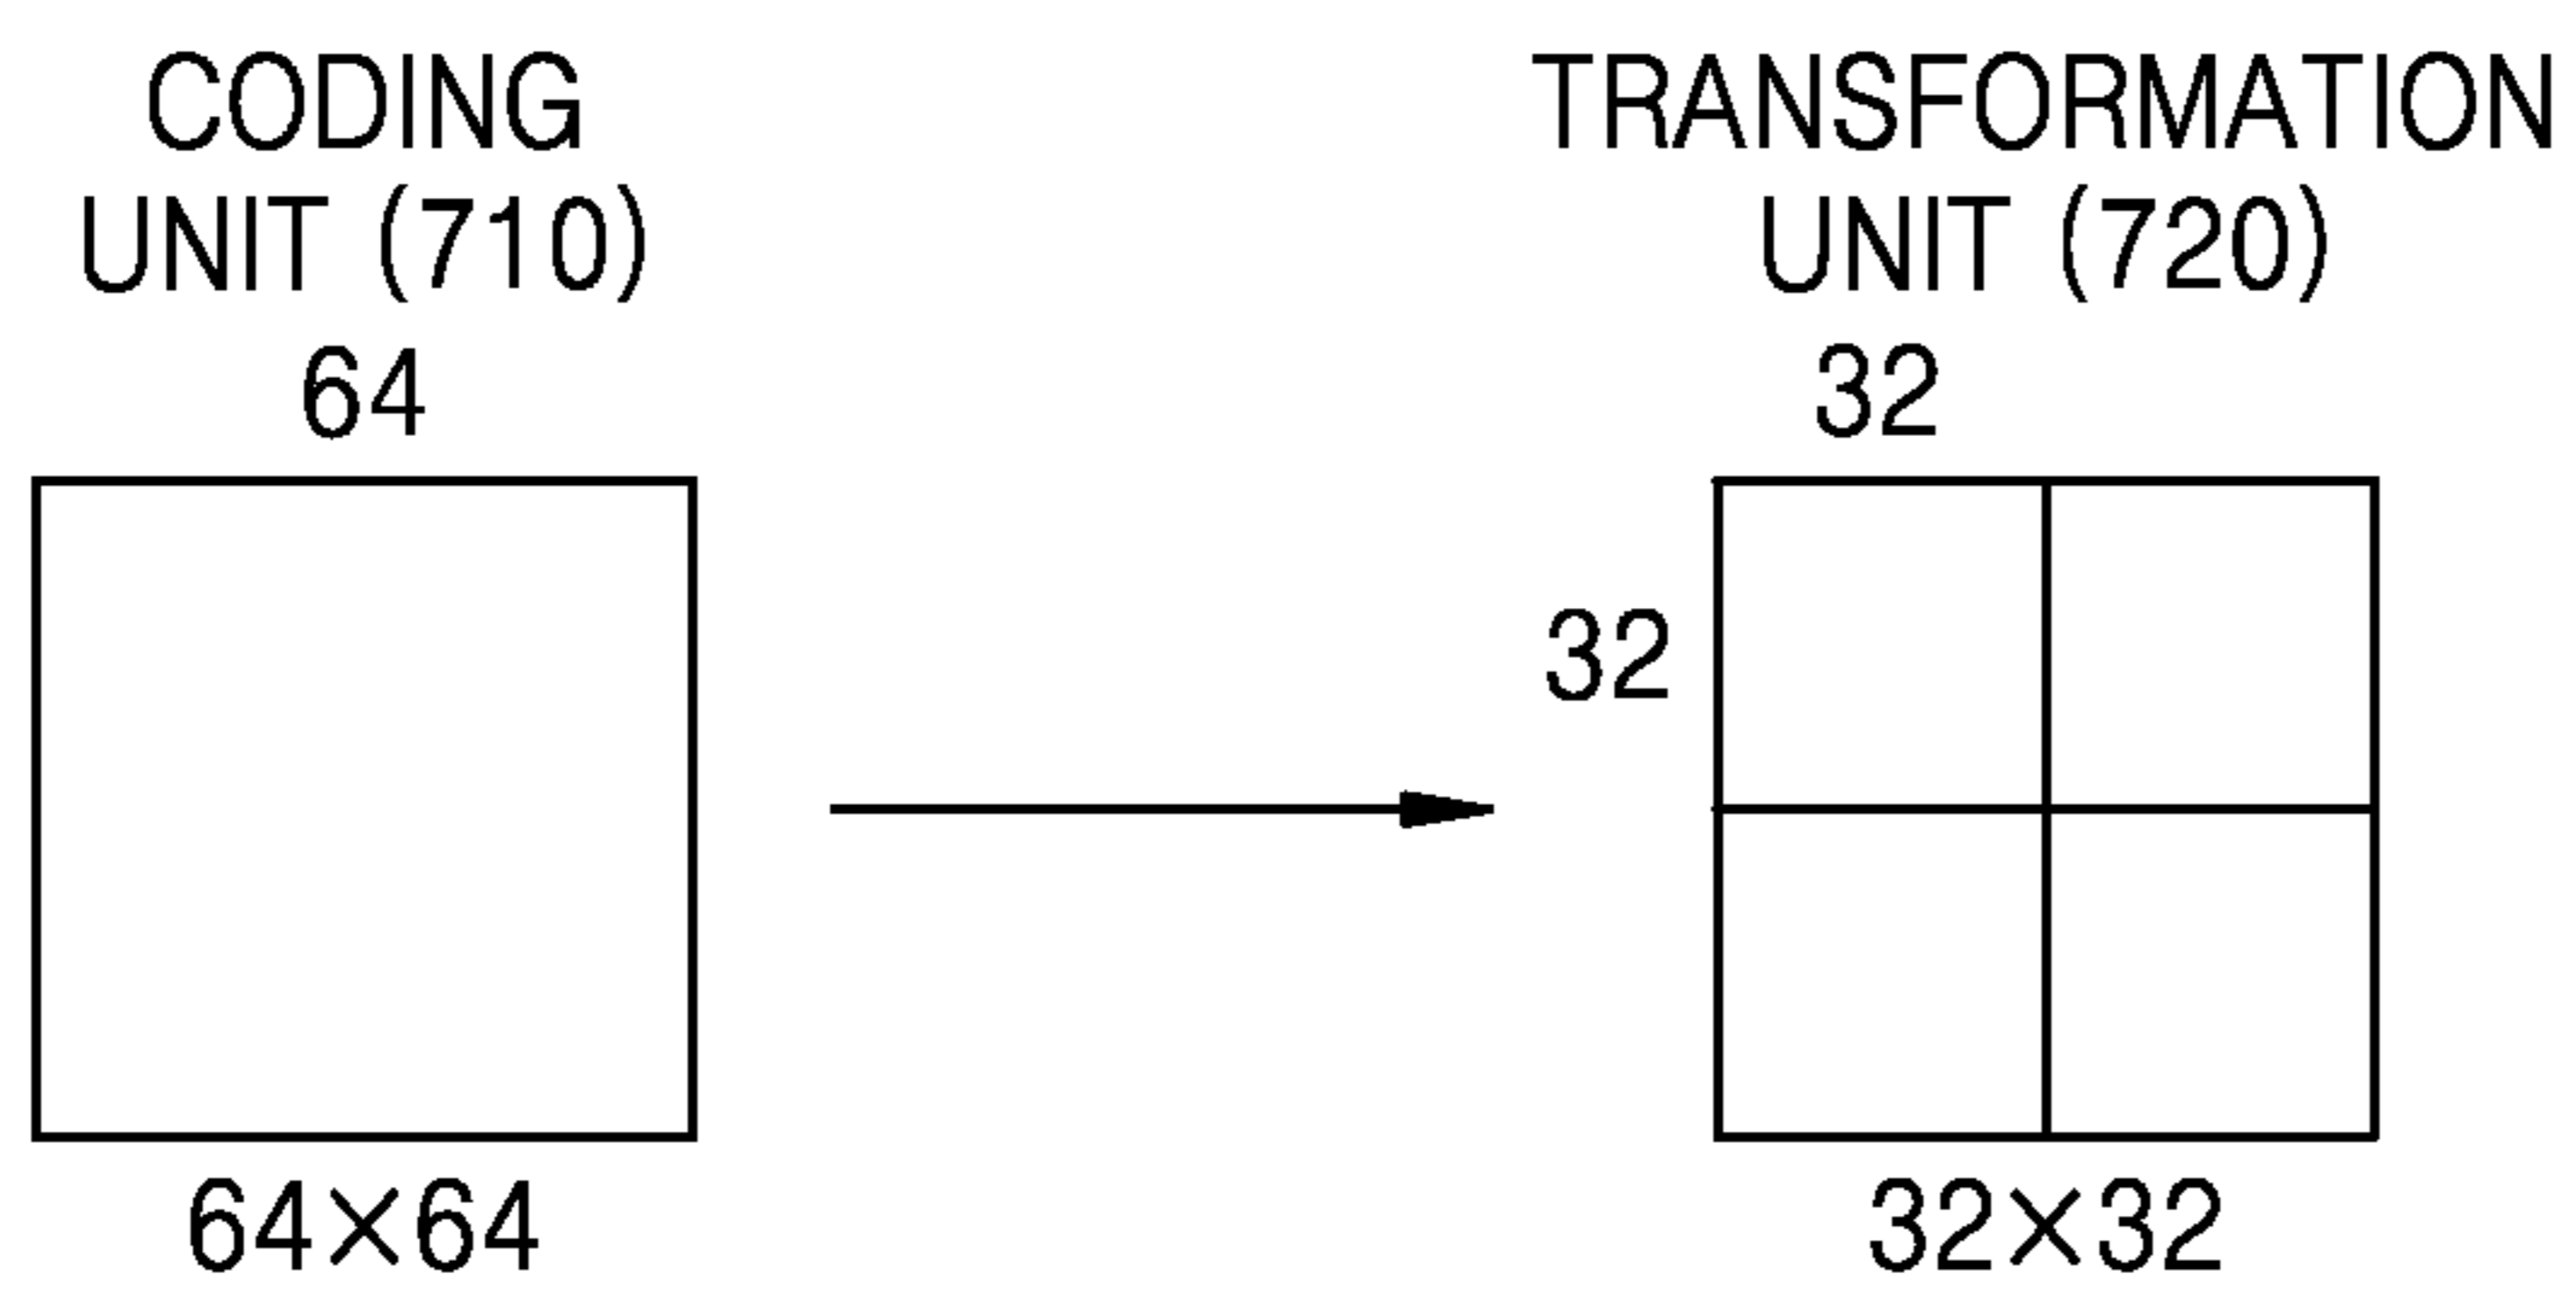 CODING
UNIT (710)
64
64×64
TRANSFORMATION
UNIT (720)
32
32
32×32